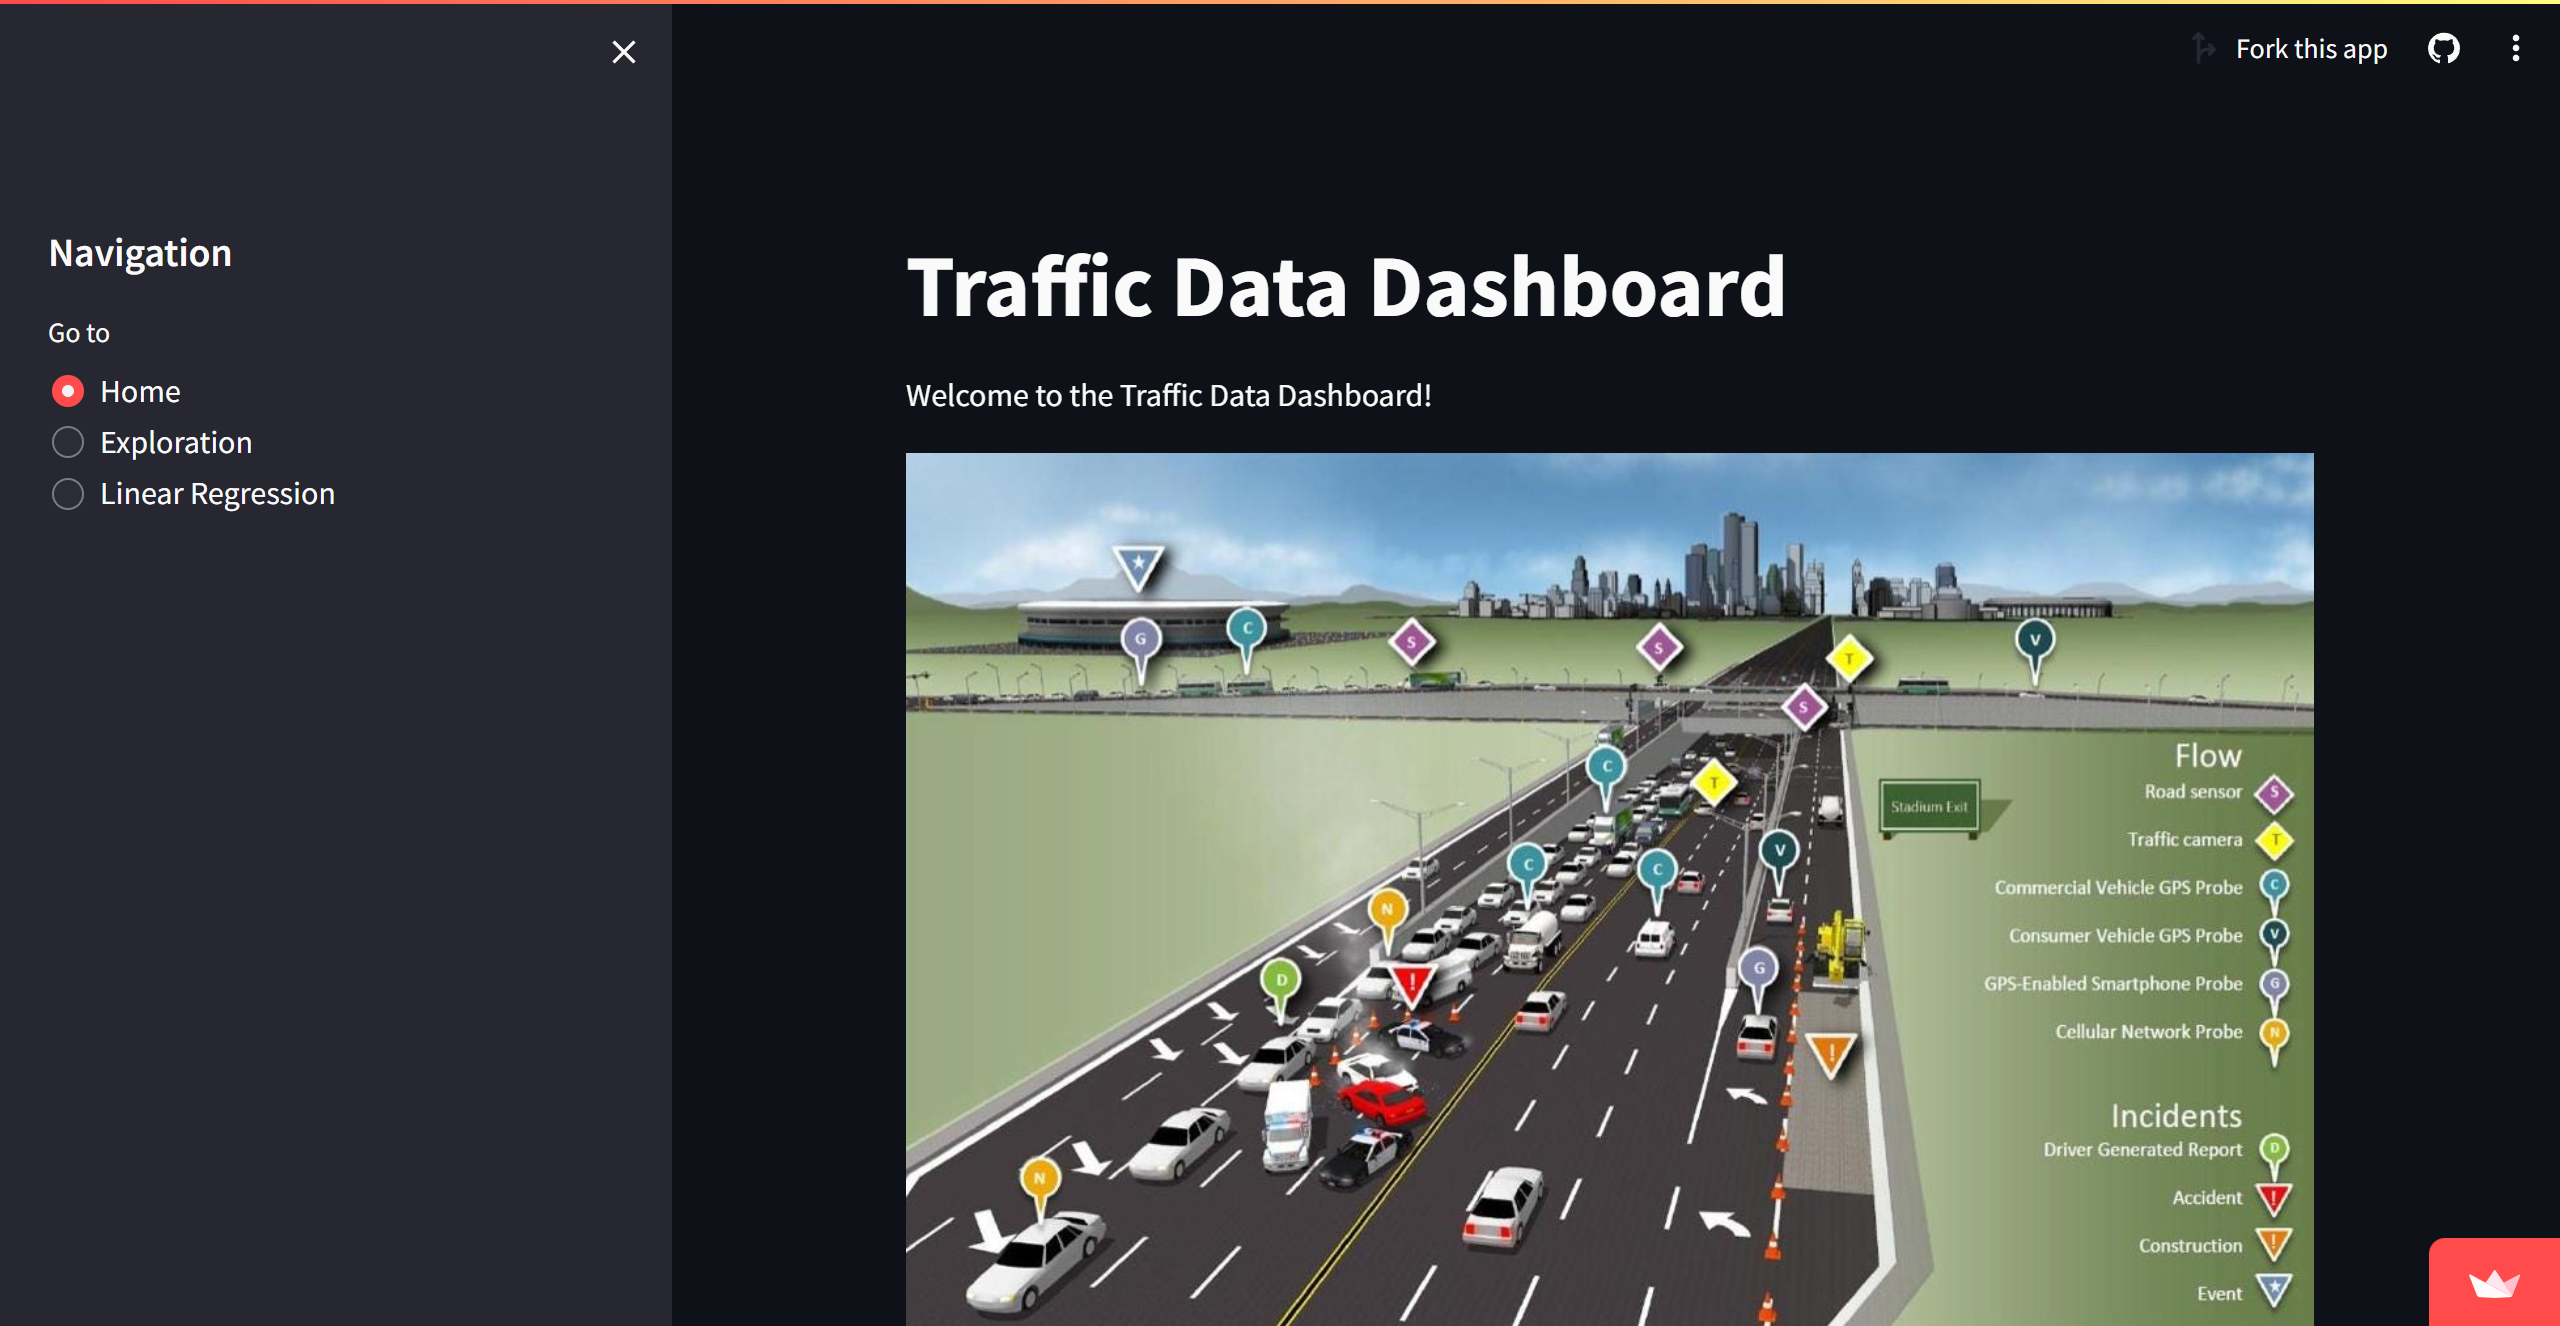 Fork this app
Navigation
Go to
Home
Exploration
Linear Regression
Traffic Data Dashboard
Welcome to the Traffic Data Dashboard!
G
C
S
S
T
V
S
C
T
C
C
V
N
D
!
G
!
N
Stadium Exit
Flow
Road sensor S
Traffic camera T
Commercial Vehicle GPS Probe C
Consumer Vehicle GPS Probe V
GPS-Enabled Smartphone Probe G
Cellular Network Probe N
Incidents
Driver Generated Report D
Accident !
Construction !
Event